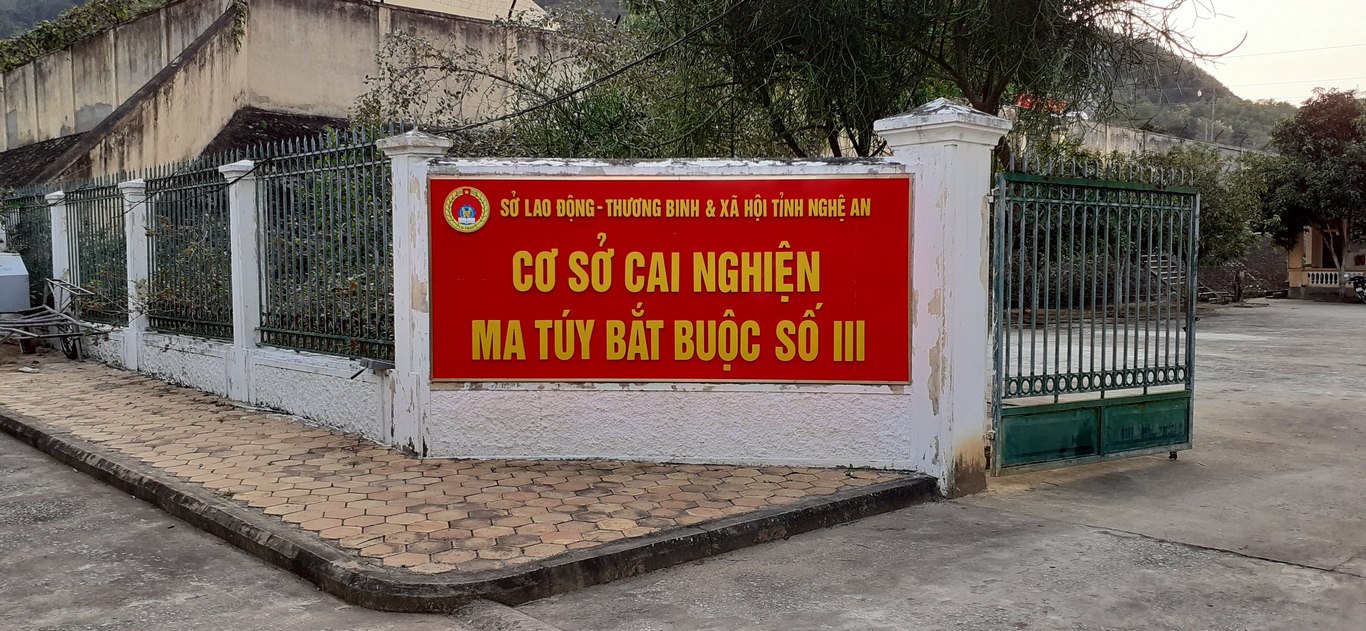 SỞ LAO ĐỘNG - THƯƠNG BINH & XÃ HỘI TỈNH NGHỆ AN
CƠ SỞ CAI NGHIỆN
MA TÚY BẮT BUỘC SỐ III